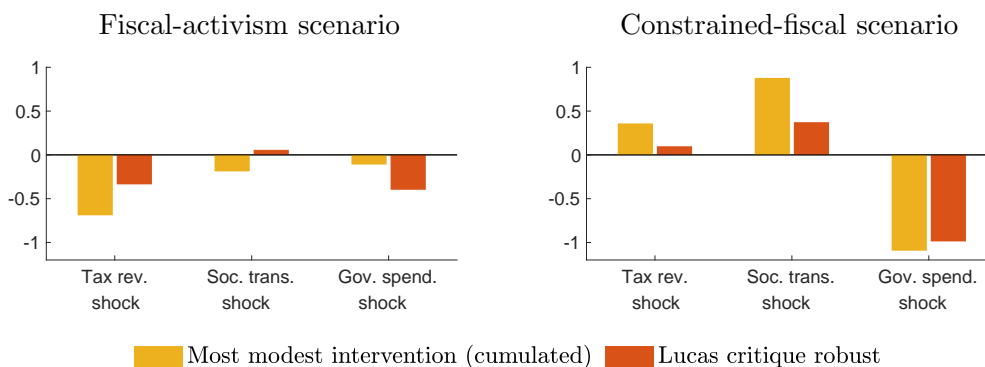 Fiscal-activism scenario
Constrained-fiscal scenario
1
0.5
0
-0.5
-1
Tax rev. shock
Soc. trans. shock
Gov. spend. shock
1
0.5
0
-0.5
-1
Tax rev. shock
Soc. trans. shock
Gov. spend. shock
Most modest intervention (cumulated)
Lucas critique robust